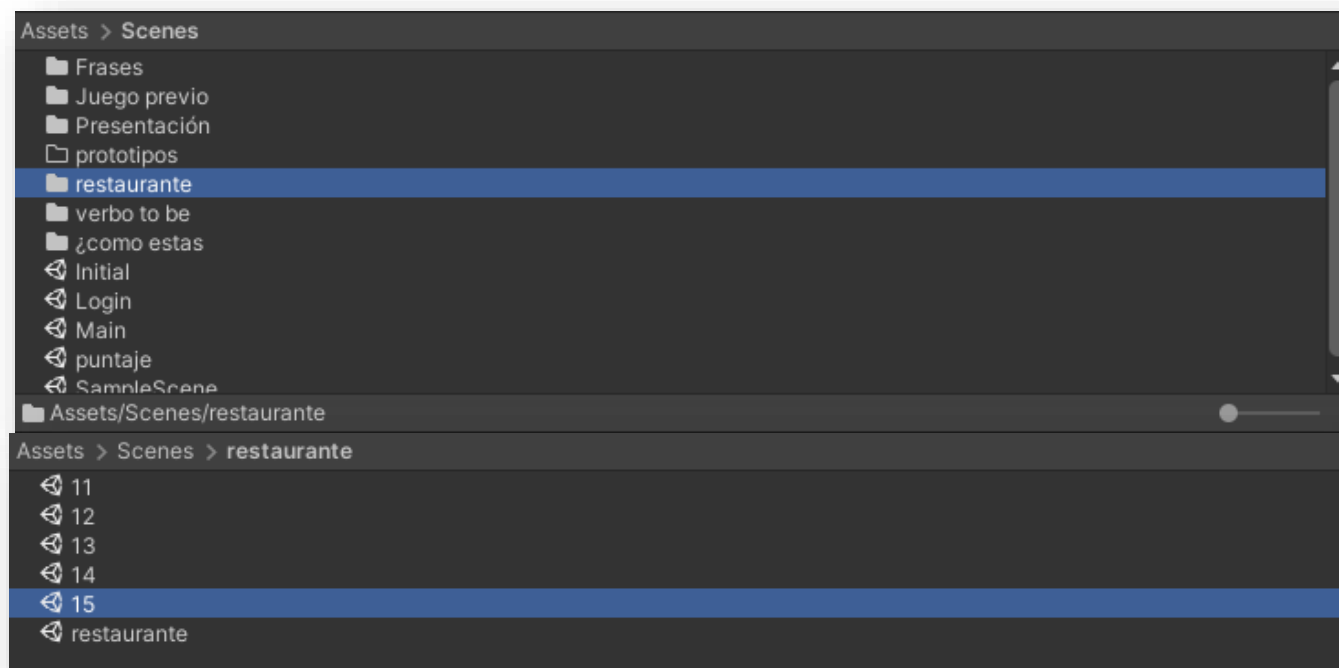 Assets > Scenes
Frases
Juego previo
Presentación
prototipos
restaurante
verbo to be
¿como estas
Initial
Login
Main
puntaje
SampleScene
Assets/Scenes/restaurante
Assets > Scenes > restaurante
11
12
13
14
15
restaurante